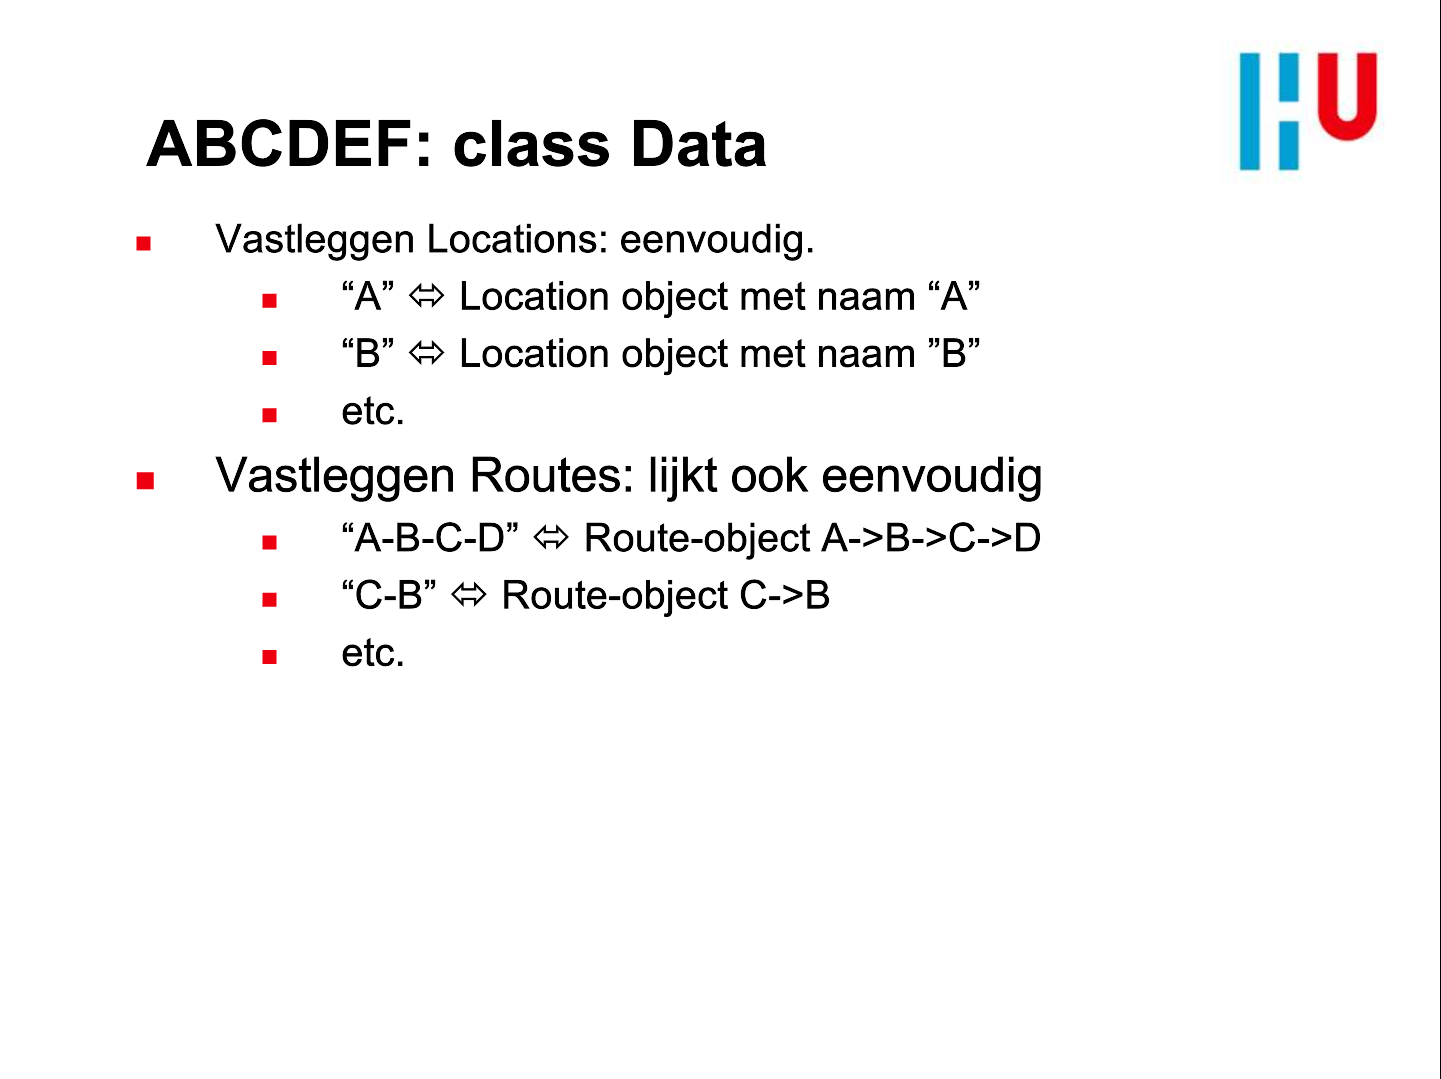 HU
ABCDEF: class Data
Vastleggen Locations: eenvoudig.
“A” ⬄ Location object met naam “A”
“B” ⬄ Location object met naam ”B”
etc.
Vastleggen Routes: lijkt ook eenvoudig
“A-B-C-D” ⬄ Route-object A->B->C->D
“C-B” ⬄ Route-object C->B
etc.